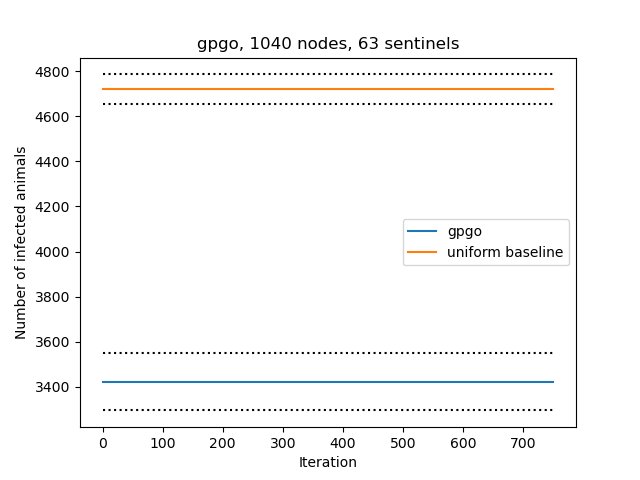 gpgo, 1040 nodes, 63 sentinels
Number of infected animals
4800
4600
4400
4200
4000
3800
3600
3400
gpgo
uniform baseline
0 100 200 300 400 500 600 700
Iteration